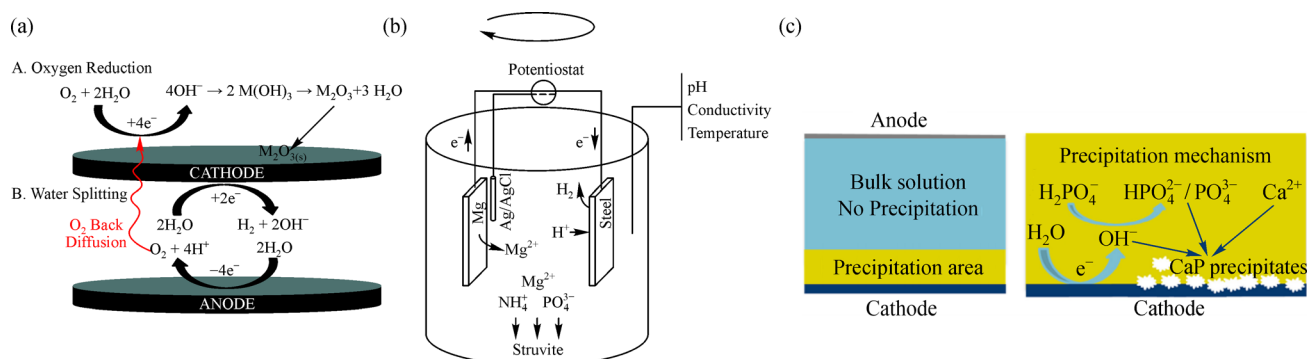 (a)
A. Oxygen Reduction
O₂ + 2H₂O
4OH⁻ → 2 M(OH)₃ → M₂O₃+3 H₂O
+4e⁻
M₂O₃₍ₛ₎
CATHODE
B. Water Splitting
+2e⁻
O₂ Back
Diffusion
2H₂O
H₂ + 2OH⁻
O₂ + 4H⁺
2H₂O
−4e⁻
ANODE
(b)
Potentiostat
pH
Conductivity
Temperature
e⁻
e⁻
Mg
Ag/AgCl
H₂
Steel
H⁺
Mg²⁺
Mg²⁺
NH₄⁺ PO₄³⁻
Struvite
(c)
Anode
Bulk solution
No Precipitation
Precipitation area
Cathode
Precipitation mechanism
H₂PO₄⁻ HPO₄²⁻/PO₄³⁻ Ca²⁺
H₂O
OH⁻
e⁻
CaP precipitates
Cathode